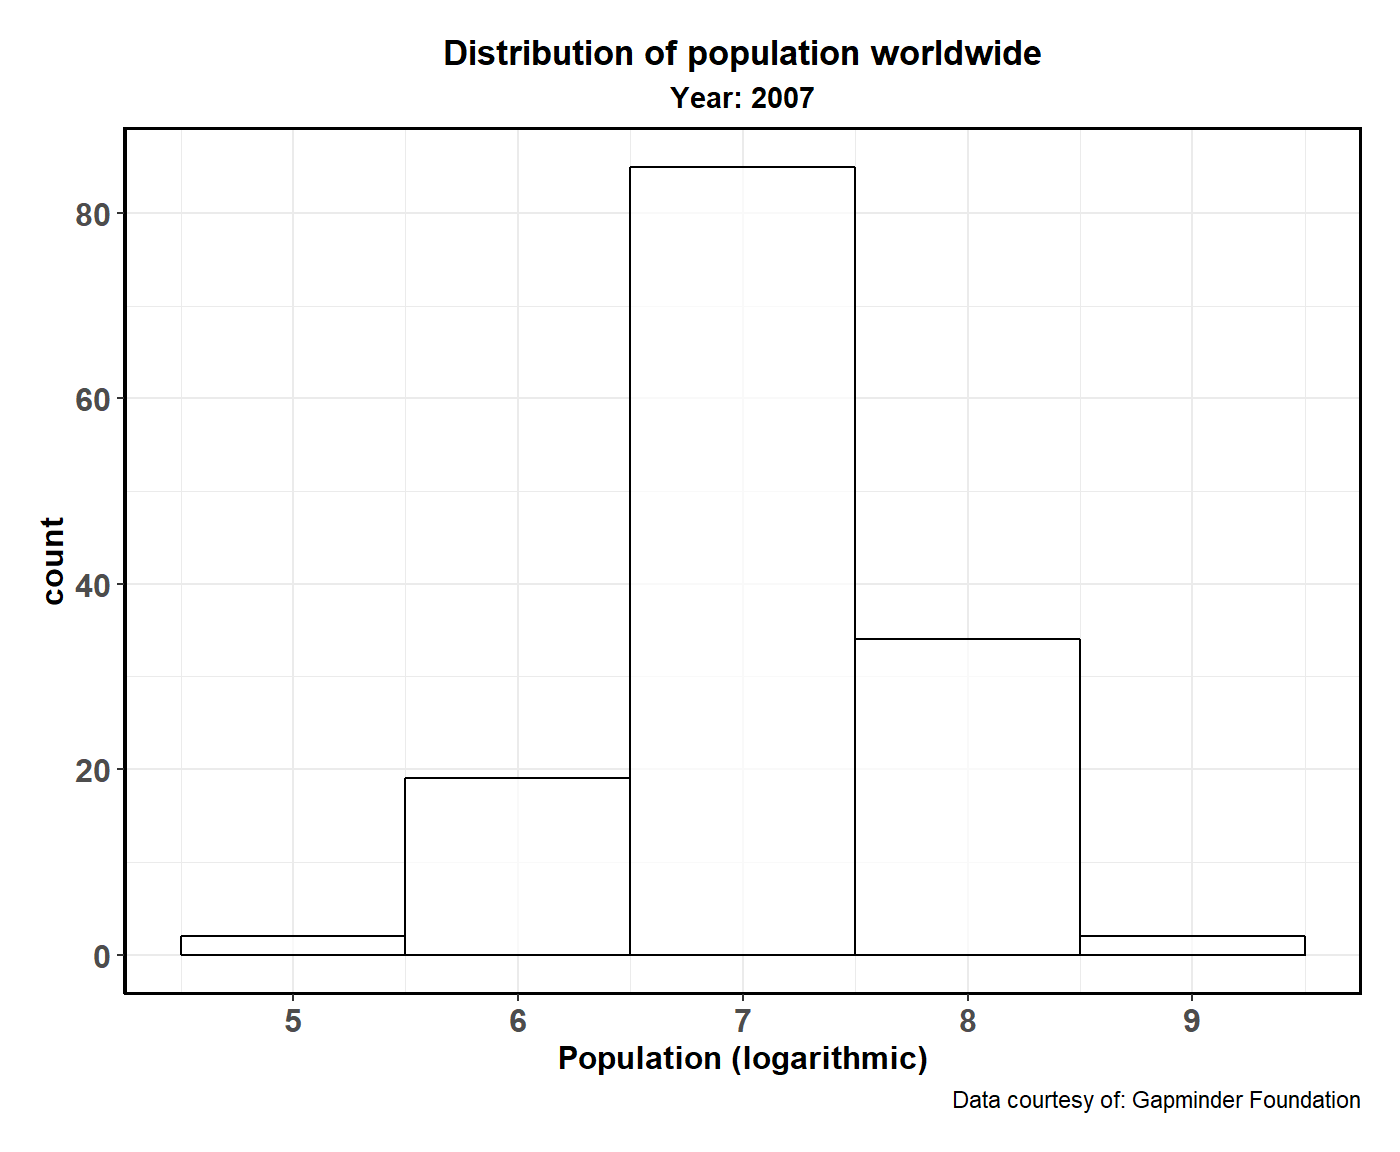 Distribution of population worldwide
Year: 2007
80
60
40
20
0
count
5 6 7 8 9
Population (logarithmic)
Data courtesy of: Gapminder Foundation